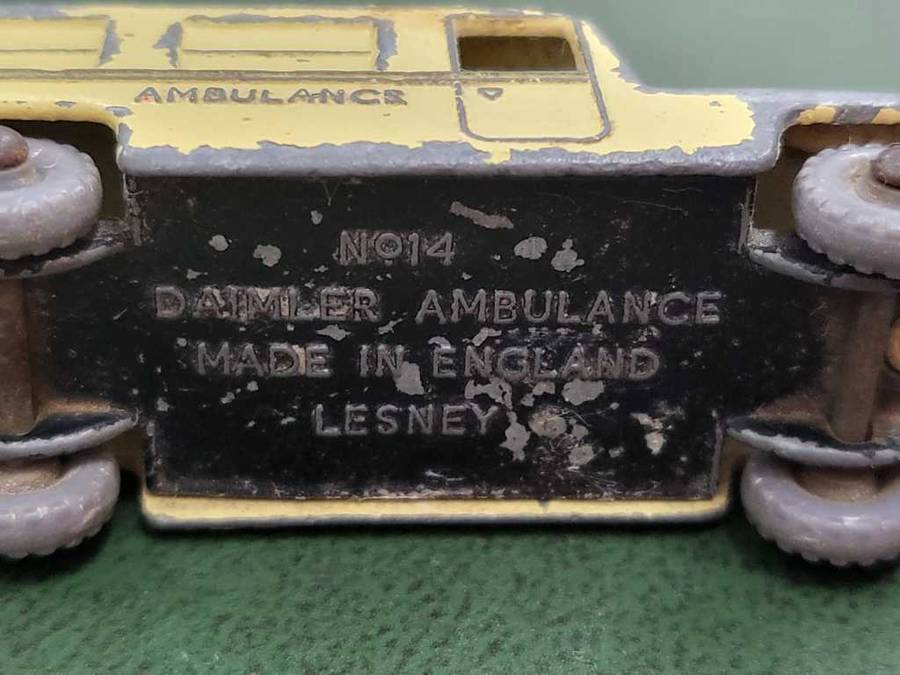 AMBULANCE
NO14
DAIMLER AMBULANCE
MADE IN ENGLAND
LESNEY